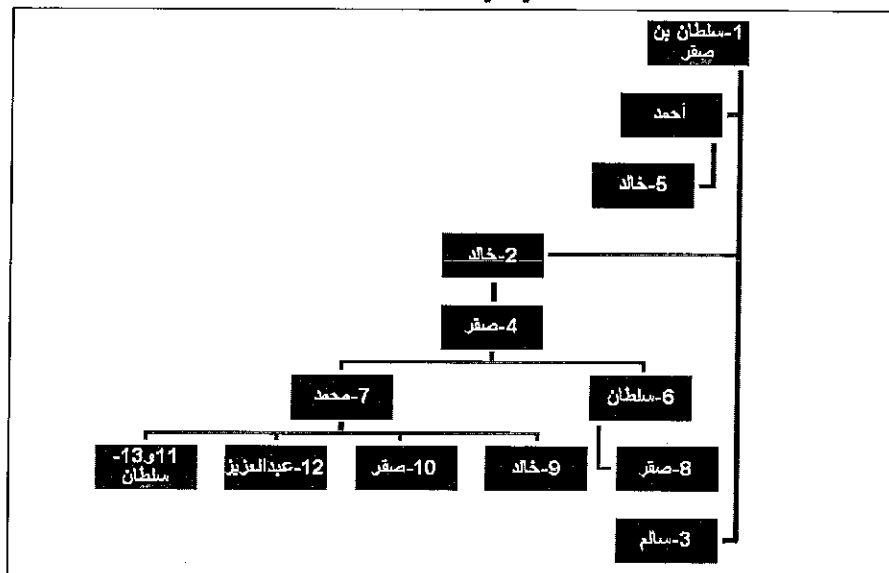 1-سلطان بن
صقر
أحمد
5-خالد
2-خالد
4-صقر
6-سلطان
7-محمد
8-صقر
9-خالد
10-صقر
12-عبدالعزيز
11و13-
سلطان
3-سالم